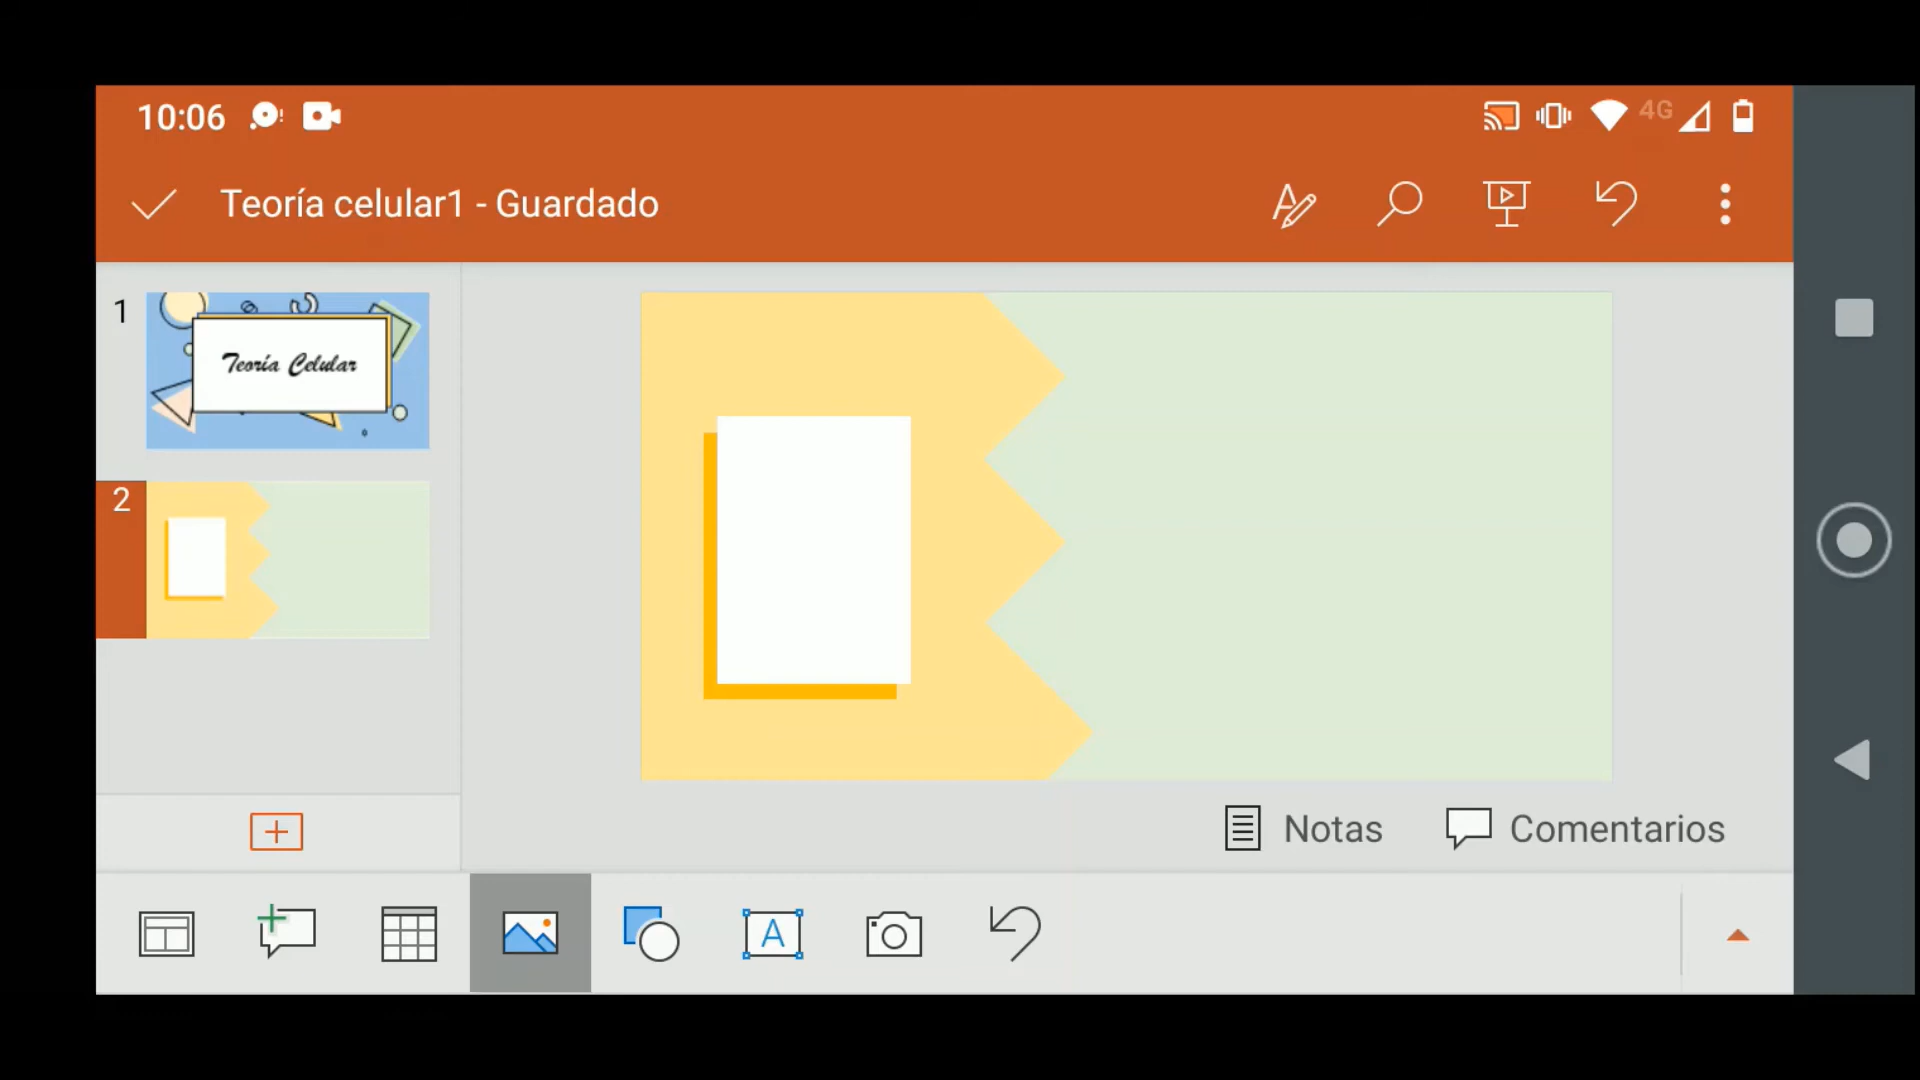 10:06
4G
Teoría celular1 - Guardado
1
Teoría Celular
2
Notas
Comentarios
A